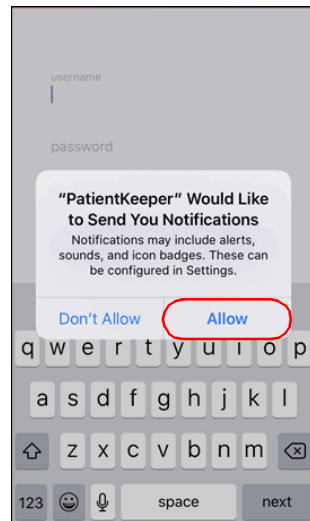 username
password
“PatientKeeper” Would Like
to Send You Notifications
Notifications may include alerts,
sounds, and icon badges. These can
be configured in Settings.
Don’t Allow Allow
q w e r t y u i o p
a s d f g h j k l
z x c v b n m
123 space next